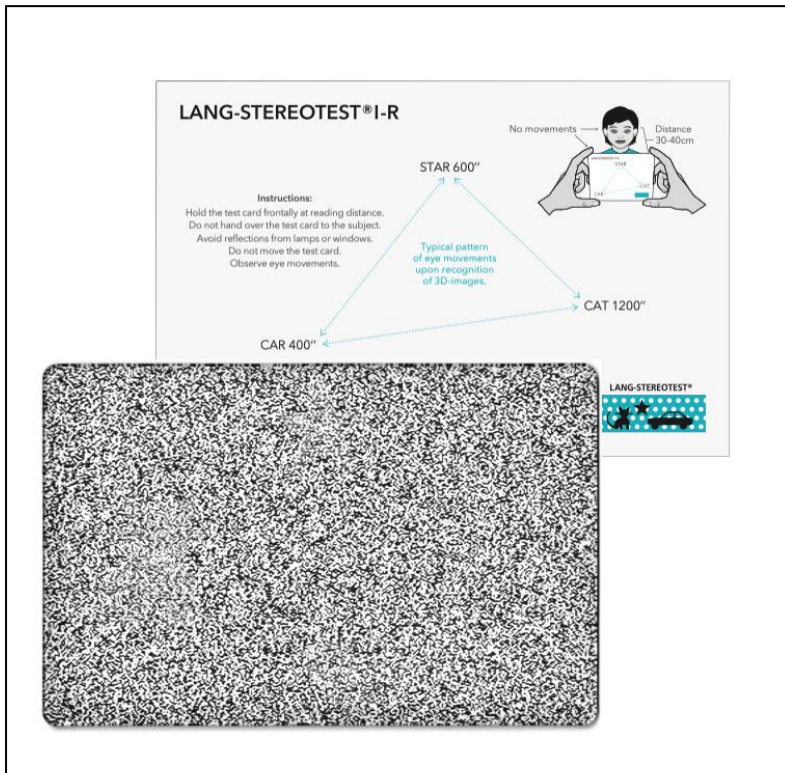 LANG-STEREOTEST®I-R
No movements
Distance
30-40cm
STAR 600″
STAR
CAT
CAR
Instructions:
Hold the test card frontally at reading distance.
Do not hand over the test card to the subject.
Avoid reflections from lamps or windows.
Do not move the test card.
Observe eye movements.
Typical pattern
of eye movements
upon recognition
of 3D-images.
CAT 1200″
CAR 400″
LANG-STEREOTEST®